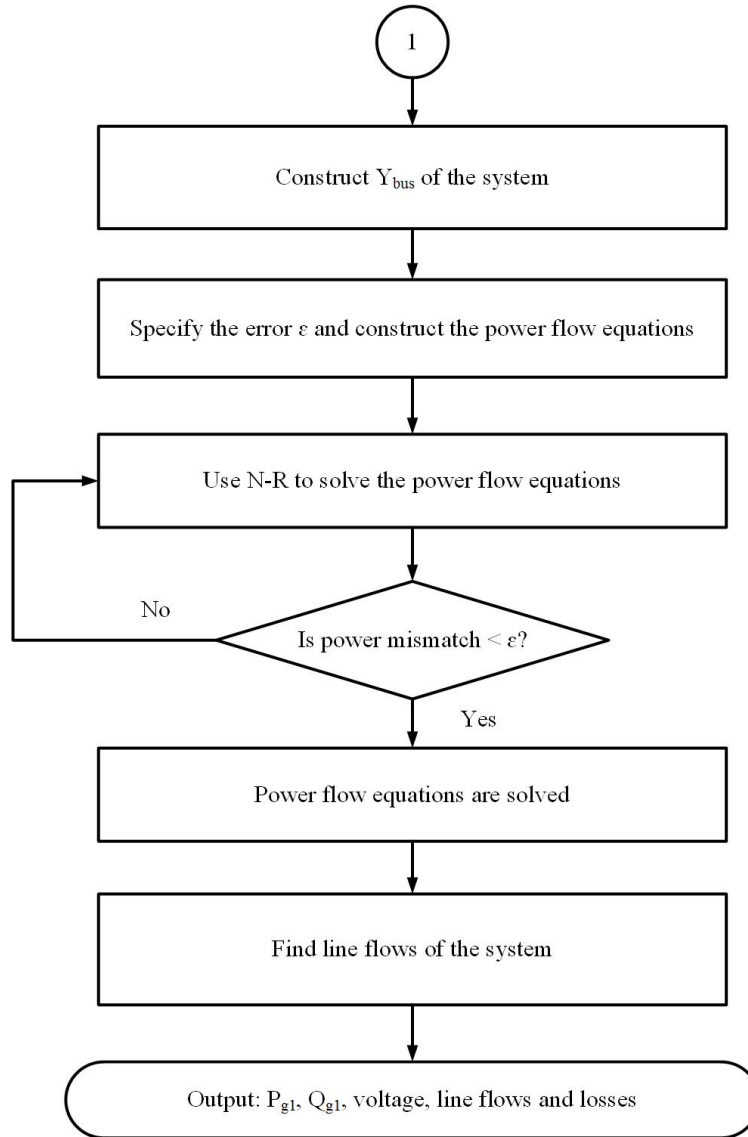 1
Construct Y_bus of the system
Specify the error ε and construct the power flow equations
Use N-R to solve the power flow equations
No
Is power mismatch < ε?
Yes
Power flow equations are solved
Find line flows of the system
Output: P_g1, Q_g1, voltage, line flows and losses